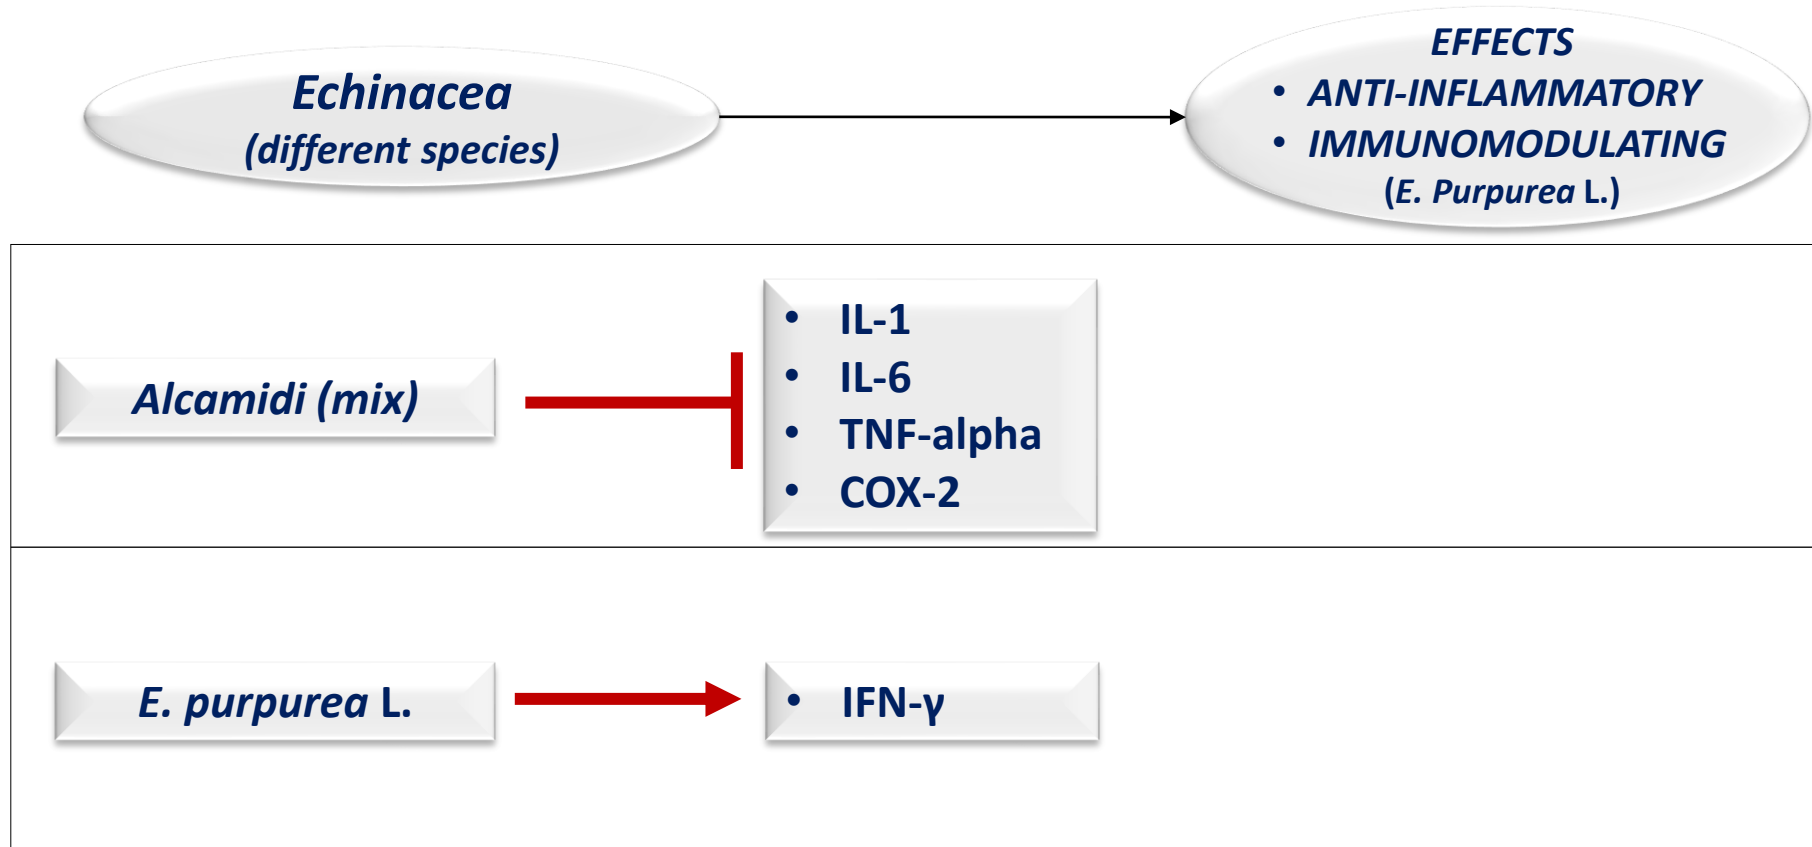 Echinacea
(different species)
EFFECTS
• ANTI-INFLAMMATORY
• IMMUNOMODULATING
(E. Purpurea L.)
Alcamidi (mix)
• IL-1
• IL-6
• TNF-alpha
• COX-2
E. purpurea L.
• IFN-γ